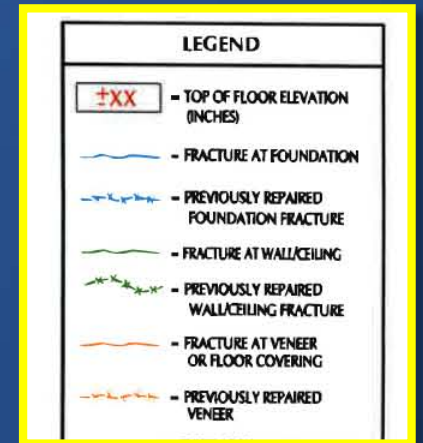 LEGEND
±XX = TOP OF FLOOR ELEVATION
(INCHES)
= FRACTURE AT FOUNDATION
= PREVIOUSLY REPAIRED
FOUNDATION FRACTURE
= FRACTURE AT WALL/CEILING
= PREVIOUSLY REPAIRED
WALL/CEILING FRACTURE
= FRACTURE AT VENEER
OR FLOOR COVERING
= PREVIOUSLY REPAIRED
VENEER